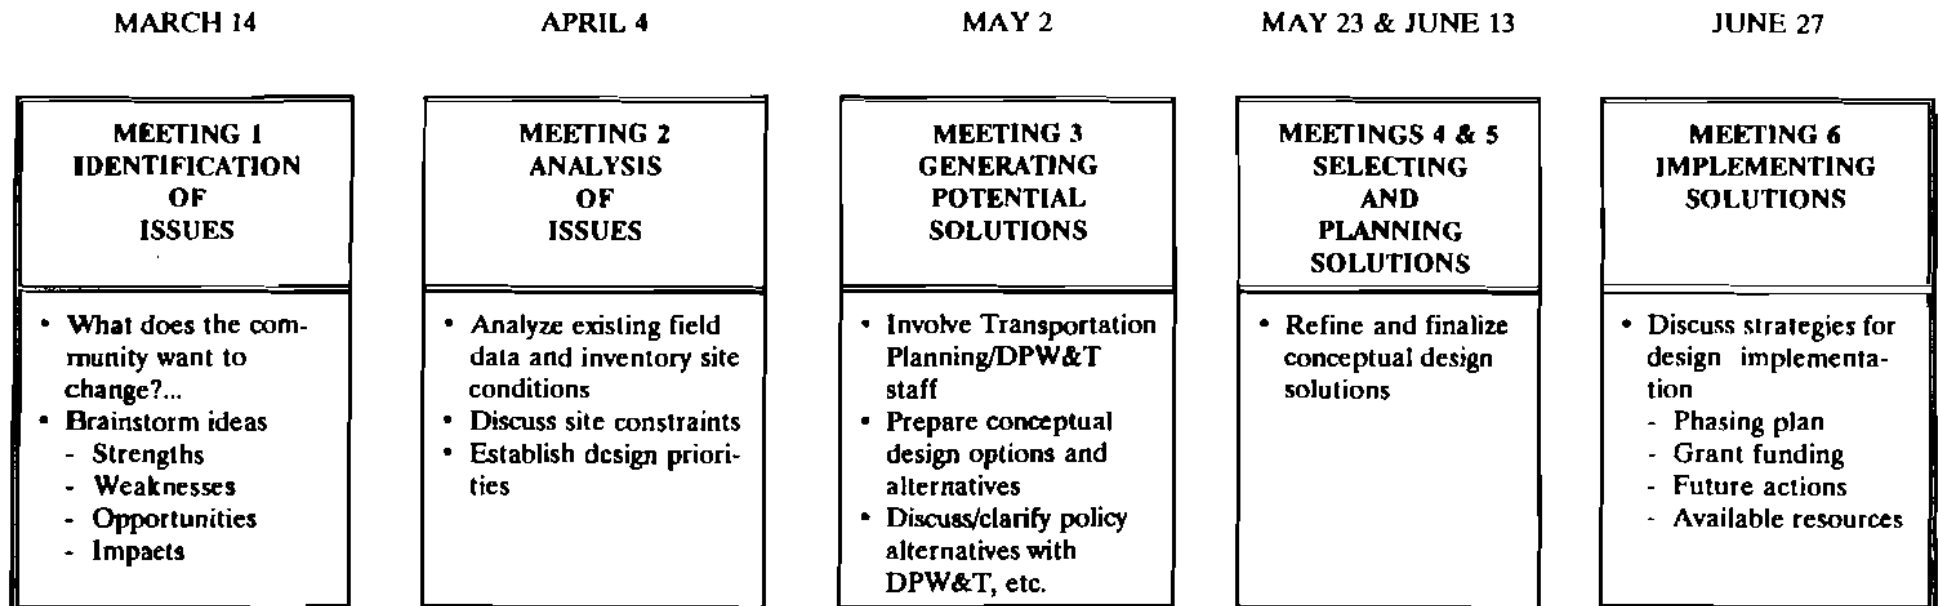 MARCH 14
APRIL 4
MAY 2
MAY 23 & JUNE 13
JUNE 27
MEETING 1
IDENTIFICATION
OF
ISSUES
• What does the com-
munity want to
change?...
• Brainstorm ideas
- Strengths
- Weaknesses
- Opportunities
- Impacts
MEETING 2
ANALYSIS
OF
ISSUES
• Analyze existing field
data and inventory site
conditions
• Discuss site constraints
• Establish design priori-
ties
MEETING 3
GENERATING
POTENTIAL
SOLUTIONS
• Involve Transportation
Planning/DPW&T
staff
• Prepare conceptual
design options and
alternatives
• Discuss/clarify policy
alternatives with
DPW&T, etc.
MEETINGS 4 & 5
SELECTING
AND
PLANNING
SOLUTIONS
• Refine and finalize
conceptual design
solutions
MEETING 6
IMPLEMENTING
SOLUTIONS
• Discuss strategies for
design implementa-
tion
- Phasing plan
- Grant funding
- Future actions
- Available resources